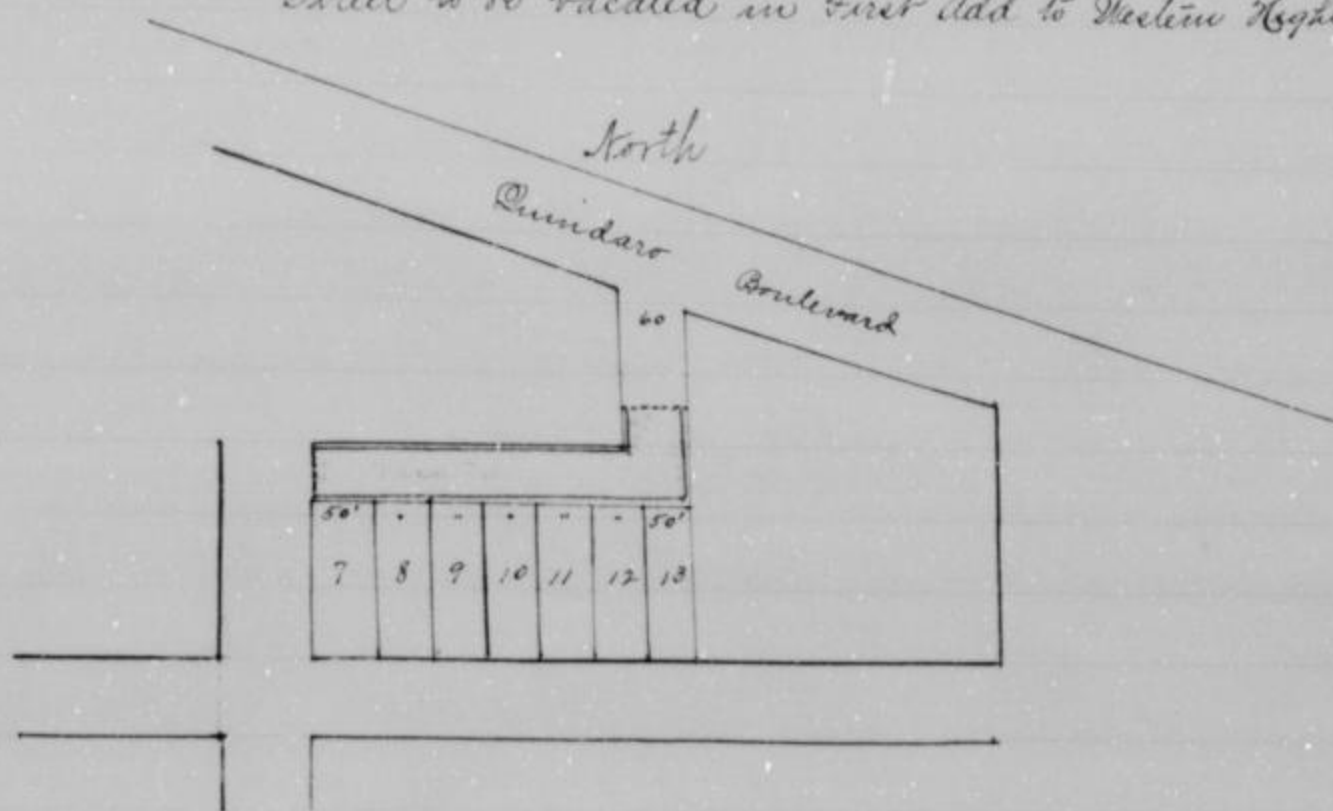 Street to be vacated in First Add to Western High
North
Quindaro
Boulevard
60
50' " " " " " 50'
7 8 9 10 11 12 13